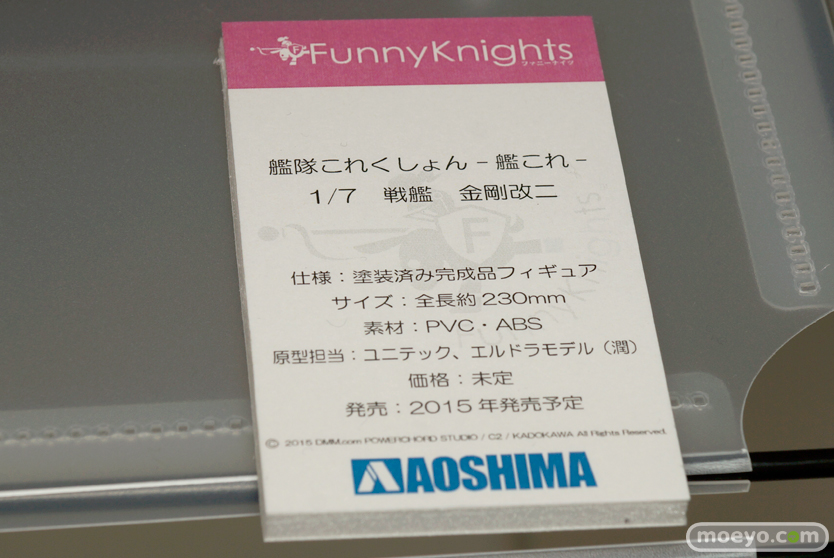 FunnyKnights
ファニーナイツ
艦隊これくしょん -艦これ-
1/7 戦艦 金剛改二
仕様：塗装済み完成品フィギュア
サイズ：全長約230mm
素材：PVC・ABS
原型担当：ユニテック、エルドラモデル（潤）
価格：未定
発売：2015年発売予定
© 2015 DMM.com POWERCHORD STUDIO / C2 / KADOKAWA All Rights Reserved.
AOSHIMA
moeyo.com